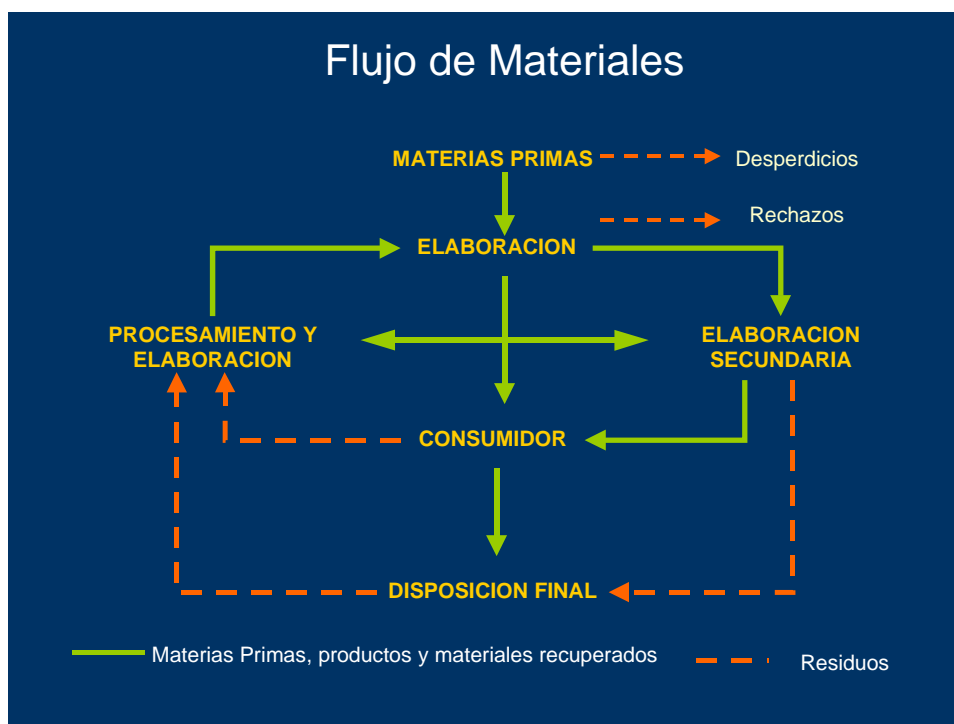 Flujo de Materiales
MATERIAS PRIMAS
Desperdicios
Rechazos
ELABORACION
PROCESAMIENTO Y
ELABORACION
ELABORACION
SECUNDARIA
CONSUMIDOR
DISPOSICION FINAL
Materias Primas, productos y materiales recuperados
Residuos